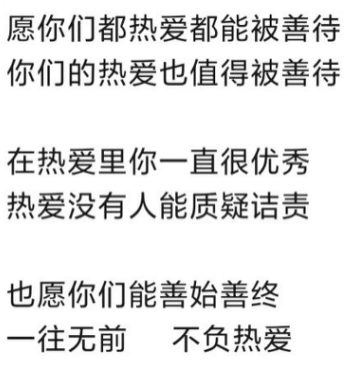 愿你们都热爱都能被善待
你们的热爱也值得被善待
在热爱里你一直很优秀
热爱没有人能质疑诘责
也愿你们能善始善终
一往无前 不负热爱